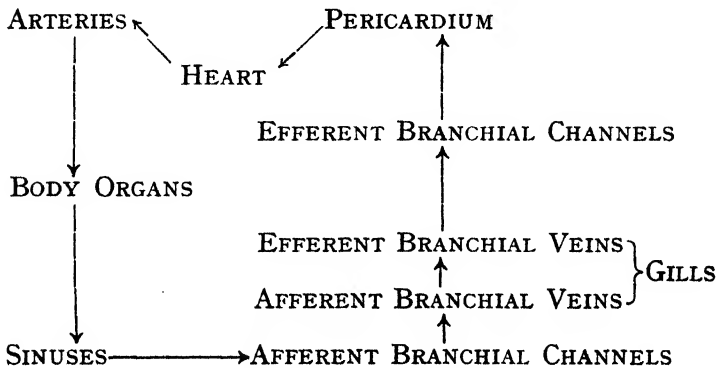 ARTERIES PERICARDIUM
HEART
EFFERENT BRANCHIAL CHANNELS
BODY ORGANS
EFFERENT BRANCHIAL VEINS
GILLS
AFFERENT BRANCHIAL VEINS
SINUSES AFFERENT BRANCHIAL CHANNELS